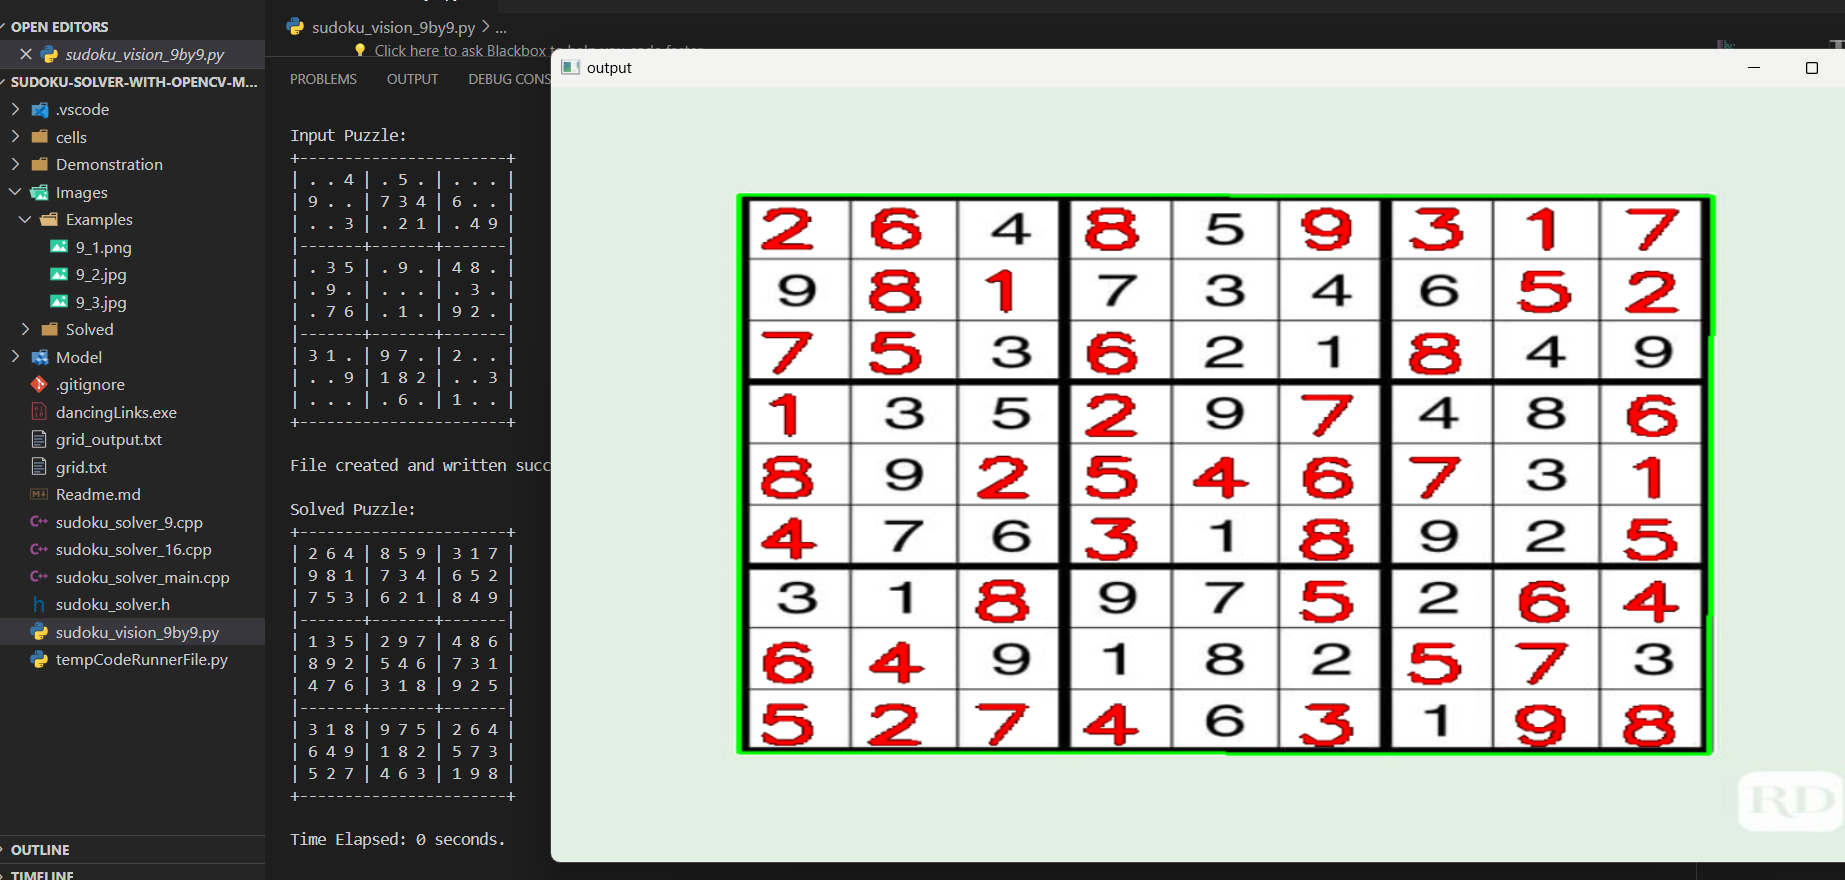 OPEN EDITORS
sudoku_vision_9by9.py
SUDOKU-SOLVER-WITH-OPENCV-M...
.vscode
cells
Demonstration
Images
Examples
9_1.png
9_2.jpg
9_3.jpg
Solved
Model
.gitignore
dancingLinks.exe
grid_output.txt
grid.txt
Readme.md
sudoku_solver_9.cpp
sudoku_solver_16.cpp
sudoku_solver_main.cpp
sudoku_solver.h
sudoku_vision_9by9.py
tempCodeRunnerFile.py
OUTLINE
TIMELINE
sudoku_vision_9by9.py > ...
Click here to ask Blackbox to help you code faster
PROBLEMS OUTPUT DEBUG CONS
Input Puzzle:
+-----------------------+
| . . 4 | . 5 . | . . . |
| 9 . . | 7 3 4 | 6 . . |
| . . 3 | . 2 1 | . 4 9 |
|-------+-------+-------|
| . 3 5 | . 9 . | 4 8 . |
| . 9 . | . . . | . 3 . |
| . 7 6 | . 1 . | 9 2 . |
|-------+-------+-------|
| 3 1 . | 9 7 . | 2 . . |
| . . 9 | 1 8 2 | . . 3 |
| . . . | . 6 . | 1 . . |
+-----------------------+
File created and written succ
Solved Puzzle:
+-----------------------+
| 2 6 4 | 8 5 9 | 3 1 7 |
| 9 8 1 | 7 3 4 | 6 5 2 |
| 7 5 3 | 6 2 1 | 8 4 9 |
|-------+-------+-------|
| 1 3 5 | 2 9 7 | 4 8 6 |
| 8 9 2 | 5 4 6 | 7 3 1 |
| 4 7 6 | 3 1 8 | 9 2 5 |
|-------+-------+-------|
| 3 1 8 | 9 7 5 | 2 6 4 |
| 6 4 9 | 1 8 2 | 5 7 3 |
| 5 2 7 | 4 6 3 | 1 9 8 |
+-----------------------+
Time Elapsed: 0 seconds.
output
2 6 4 8 5 9 3 1 7
9 8 1 7 3 4 6 5 2
7 5 3 6 2 1 8 4 9
1 3 5 2 9 7 4 8 6
8 9 2 5 4 6 7 3 1
4 7 6 3 1 8 9 2 5
3 1 8 9 7 5 2 6 4
6 4 9 1 8 2 5 7 3
5 2 7 4 6 3 1 9 8
RD